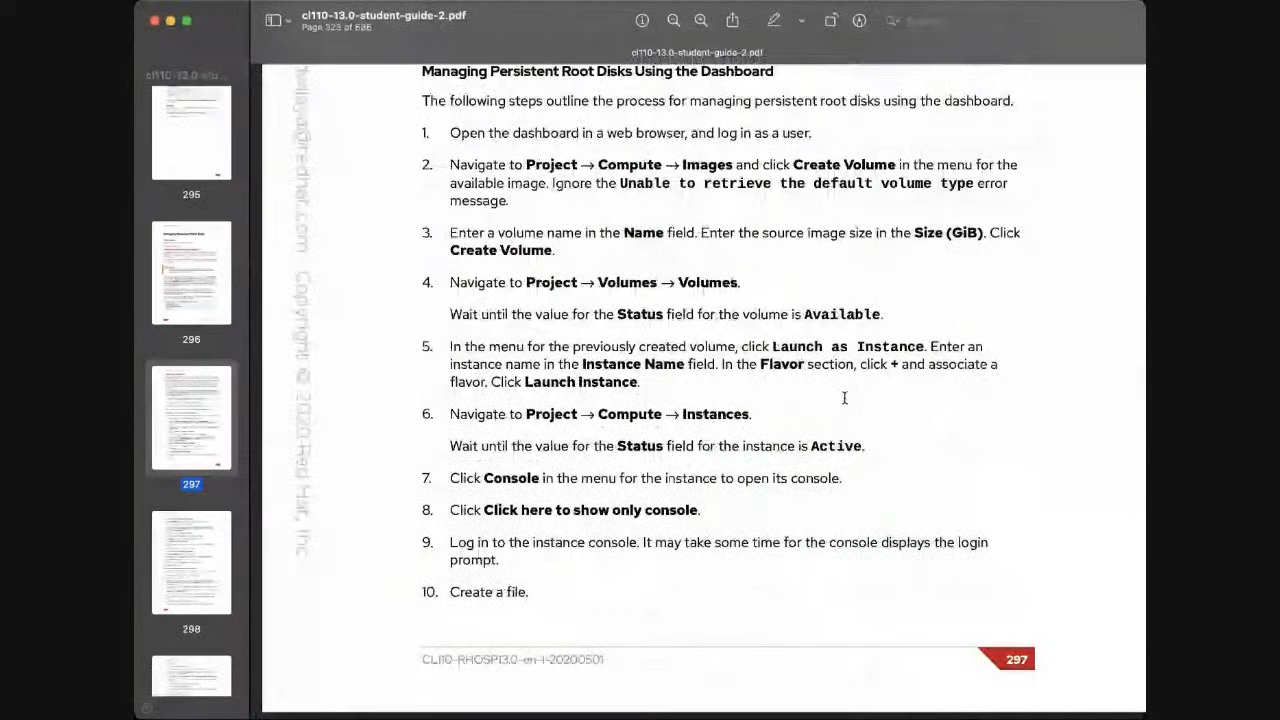 cl110-13.0-student-guide-2.pdf
Page 323 of 585
cl110-13.0-student-guide-2.pdf
cl110-13.0-stu...
295
296
297
298
Managing Persistent Root Disks Using the Dashboard
The following steps outline the process for managing persistent root disks using the dashboard.
1. Open the dashboard in a web browser, and log in as a user.
2. Navigate to Project → Compute → Images and click Create Volume in the menu for the
available image. Ignore the Unable to retrieve the default volume type error
message.
3. Enter a volume name in the Name field. Enter the source image size in the Size (GiB). Click
Create Volume.
4. Navigate to Project → Volumes → Volumes.
Wait until the value for the Status field for the volume is Available.
5. In the menu for the previously created volume, click Launch as Instance. Enter an
instance name in the Instance name field. In the Flavor section, click + and associate a
flavor. Click Launch Instance.
6. Navigate to Project → Compute → Instances.
Wait until the value for the Status field for the instance is Active.
7. Click Console in the menu for the instance to open its console.
8. Click Click here to show only console.
Log in to the instance. It may take some time for the console to show the login
prompt.
10. Create a file.
CL110-RHOSP13.0-en-1-20200501
297